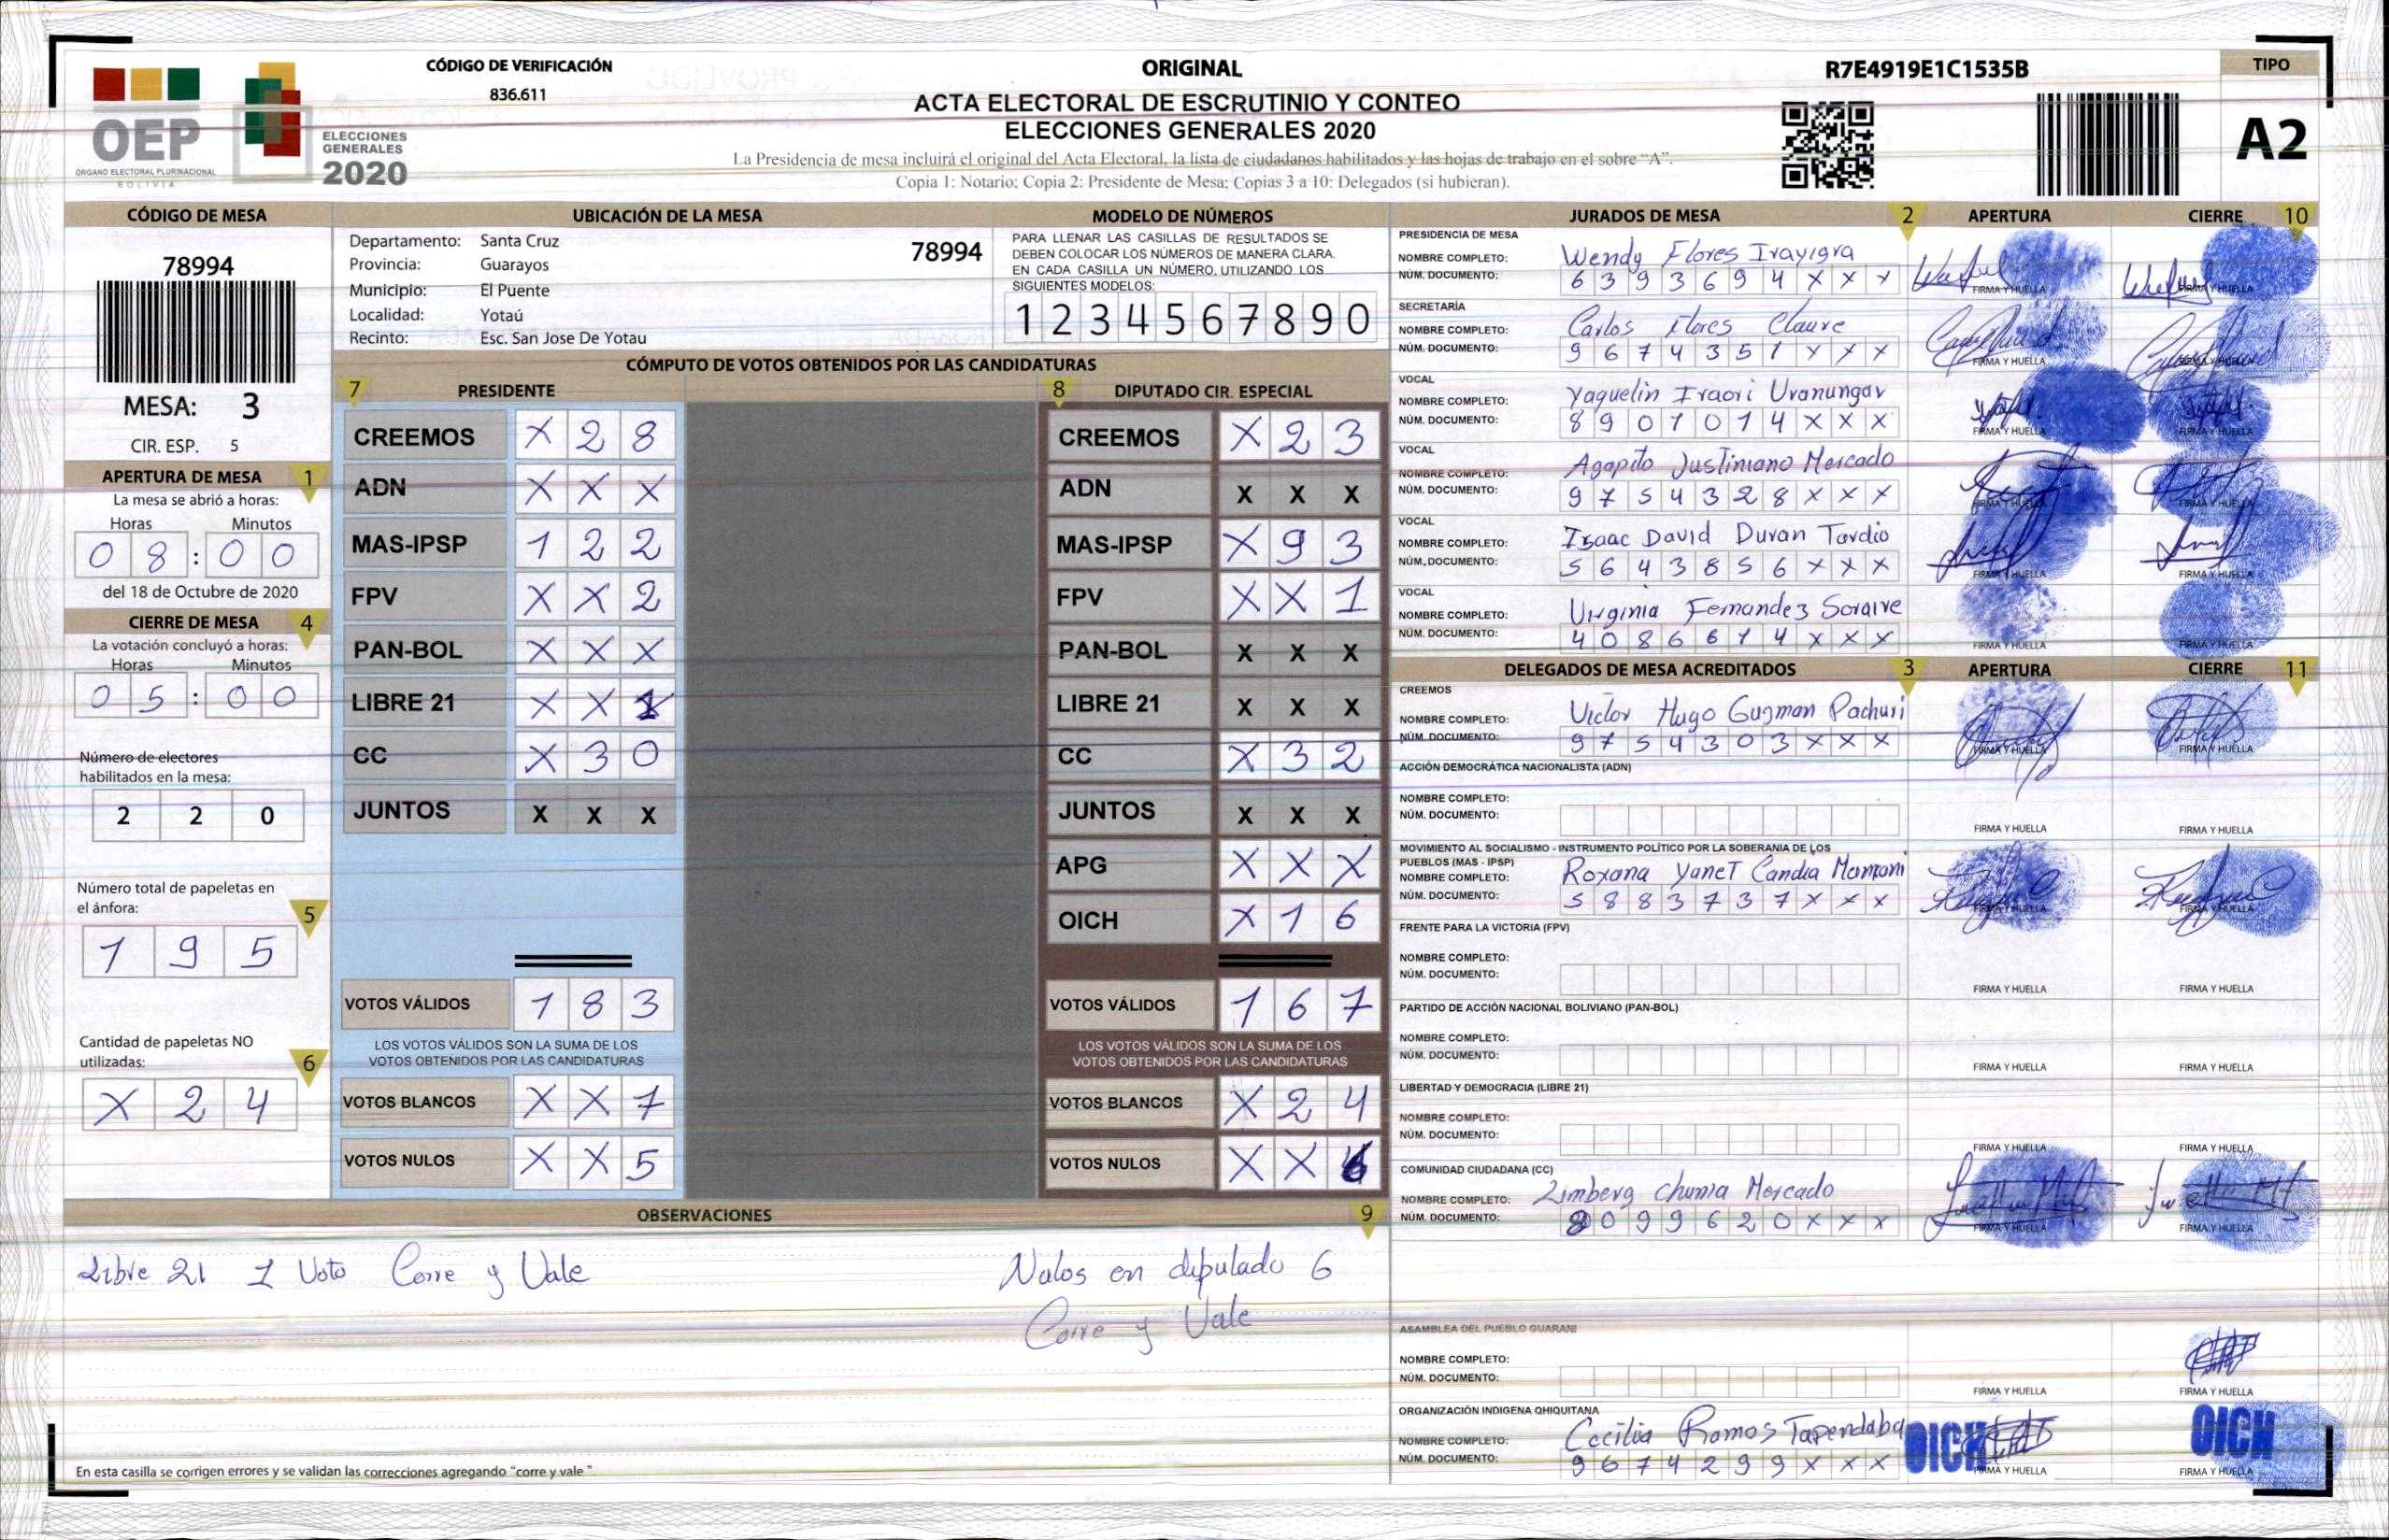 CÓDIGO DE VERIFICACIÓN
836.611
OEP
ÓRGANO ELECTORAL PLURINACIONAL
BOLIVIA
ELECCIONES
GENERALES
2020
ORIGINAL
ACTA ELECTORAL DE ESCRUTINIO Y CONTEO
ELECCIONES GENERALES 2020
La Presidencia de mesa incluirá el original del Acta Electoral, la lista de ciudadanos habilitados y las hojas de trabajo en el sobre “A”.
Copia 1: Notario; Copia 2: Presidente de Mesa; Copias 3 a 10: Delegados (si hubieran).
R7E4919E1C1535B
TIPO
A2
CÓDIGO DE MESA
78994
MESA: 3
CIR. ESP. 5
APERTURA DE MESA 1
La mesa se abrió a horas:
Horas Minutos
0 8 : 0 0
del 18 de Octubre de 2020
CIERRE DE MESA 4
La votación concluyó a horas:
Horas Minutos
0 5 : 0 0
Número de electores
habilitados en la mesa:
2 2 0
Número total de papeletas en
el ánfora: 5
1 9 5
Cantidad de papeletas NO
utilizadas: 6
X 2 4
UBICACIÓN DE LA MESA
Departamento: Santa Cruz 78994
Provincia: Guarayos
Municipio: El Puente
Localidad: Yotaú
Recinto: Esc. San Jose De Yotau
MODELO DE NÚMEROS
PARA LLENAR LAS CASILLAS DE RESULTADOS SE
DEBEN COLOCAR LOS NÚMEROS DE MANERA CLARA.
EN CADA CASILLA UN NÚMERO, UTILIZANDO LOS
SIGUIENTES MODELOS:
1 2 3 4 5 6 7 8 9 0
CÓMPUTO DE VOTOS OBTENIDOS POR LAS CANDIDATURAS
7 PRESIDENTE
CREEMOS X 2 8
ADN X X X
MAS-IPSP 1 2 2
FPV X X 2
PAN-BOL X X X
LIBRE 21 X X 1
CC X 3 0
JUNTOS X X X
VOTOS VÁLIDOS 1 8 3
LOS VOTOS VÁLIDOS SON LA SUMA DE LOS
VOTOS OBTENIDOS POR LAS CANDIDATURAS
VOTOS BLANCOS X X 7
VOTOS NULOS X X 5
8 DIPUTADO CIR. ESPECIAL
CREEMOS X 2 3
ADN X X X
MAS-IPSP X 9 3
FPV X X 1
PAN-BOL X X X
LIBRE 21 X X X
CC X 3 2
JUNTOS X X X
APG X X X
OICH X 1 6
VOTOS VÁLIDOS 1 6 7
LOS VOTOS VÁLIDOS SON LA SUMA DE LOS
VOTOS OBTENIDOS POR LAS CANDIDATURAS
VOTOS BLANCOS X 2 4
VOTOS NULOS X X 6
OBSERVACIONES 9
Libre 21 1 Voto Corre y Vale
Nulos en diputado 6
Corre y Vale
En esta casilla se corrigen errores y se validan las correcciones agregando “corre y vale ”.
JURADOS DE MESA 2 APERTURA CIERRE 10
PRESIDENCIA DE MESA
NOMBRE COMPLETO: Wendy Flores Irayigra
NÚM. DOCUMENTO: 6 3 9 3 6 9 4 X X X
FIRMA Y HUELLA FIRMA Y HUELLA
SECRETARÍA
NOMBRE COMPLETO: Carlos Flores Claure
NÚM. DOCUMENTO: 9 6 7 4 3 5 1 X X X
FIRMA Y HUELLA FIRMA Y HUELLA
VOCAL
NOMBRE COMPLETO: Yaquelin Iraori Uranungar
NÚM. DOCUMENTO: 8 9 0 7 0 1 4 X X X
FIRMA Y HUELLA FIRMA Y HUELLA
VOCAL
NOMBRE COMPLETO: Agapito Justiniano Mercado
NÚM. DOCUMENTO: 9 7 5 4 3 2 8 X X X
FIRMA Y HUELLA FIRMA Y HUELLA
VOCAL
NOMBRE COMPLETO: Isaac David Duran Tardio
NÚM. DOCUMENTO: 5 6 4 3 8 5 6 X X X
FIRMA Y HUELLA FIRMA Y HUELLA
VOCAL
NOMBRE COMPLETO: Virginia Fernandez Soraire
NÚM. DOCUMENTO: 4 0 8 6 6 1 4 X X X
FIRMA Y HUELLA FIRMA Y HUELLA
DELEGADOS DE MESA ACREDITADOS 3 APERTURA CIERRE 11
CREEMOS
NOMBRE COMPLETO: Victor Hugo Guzman Pachuri
NÚM. DOCUMENTO: 9 7 5 4 3 0 3 X X X
FIRMA Y HUELLA FIRMA Y HUELLA
ACCIÓN DEMOCRÁTICA NACIONALISTA (ADN)
NOMBRE COMPLETO:
NÚM. DOCUMENTO:
FIRMA Y HUELLA FIRMA Y HUELLA
MOVIMIENTO AL SOCIALISMO - INSTRUMENTO POLÍTICO POR LA SOBERANIA DE LOS
PUEBLOS (MAS - IPSP)
NOMBRE COMPLETO: Roxana Yanet Candia Mamani
NÚM. DOCUMENTO: 5 8 8 3 7 3 7 X X X
FIRMA Y HUELLA FIRMA Y HUELLA
FRENTE PARA LA VICTORIA (FPV)
NOMBRE COMPLETO:
NÚM. DOCUMENTO:
FIRMA Y HUELLA FIRMA Y HUELLA
PARTIDO DE ACCIÓN NACIONAL BOLIVIANO (PAN-BOL)
NOMBRE COMPLETO:
NÚM. DOCUMENTO:
FIRMA Y HUELLA FIRMA Y HUELLA
LIBERTAD Y DEMOCRACIA (LIBRE 21)
NOMBRE COMPLETO:
NÚM. DOCUMENTO:
FIRMA Y HUELLA FIRMA Y HUELLA
COMUNIDAD CIUDADANA (CC)
NOMBRE COMPLETO: Limberg Chuma Mercado
NÚM. DOCUMENTO: 8 0 9 9 6 2 0 X X X
FIRMA Y HUELLA FIRMA Y HUELLA
ASAMBLEA DEL PUEBLO GUARANI
NOMBRE COMPLETO:
NÚM. DOCUMENTO:
FIRMA Y HUELLA FIRMA Y HUELLA
ORGANIZACIÓN INDIGENA QHIQUITANA
NOMBRE COMPLETO: Cecilia Ramos Tapendaba
NÚM. DOCUMENTO: 9 6 7 4 2 9 9 X X X
OICH OICH
FIRMA Y HUELLA FIRMA Y HUELLA